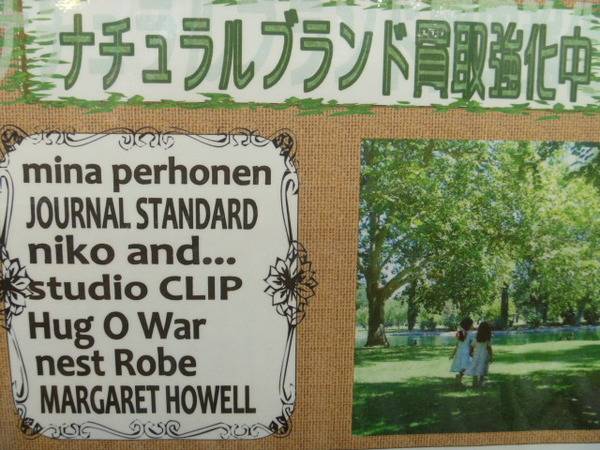 ナチュラルブランド買取強化中
mina perhonen
JOURNAL STANDARD
niko and...
studio CLIP
Hug O War
nest Robe
MARGARET HOWELL